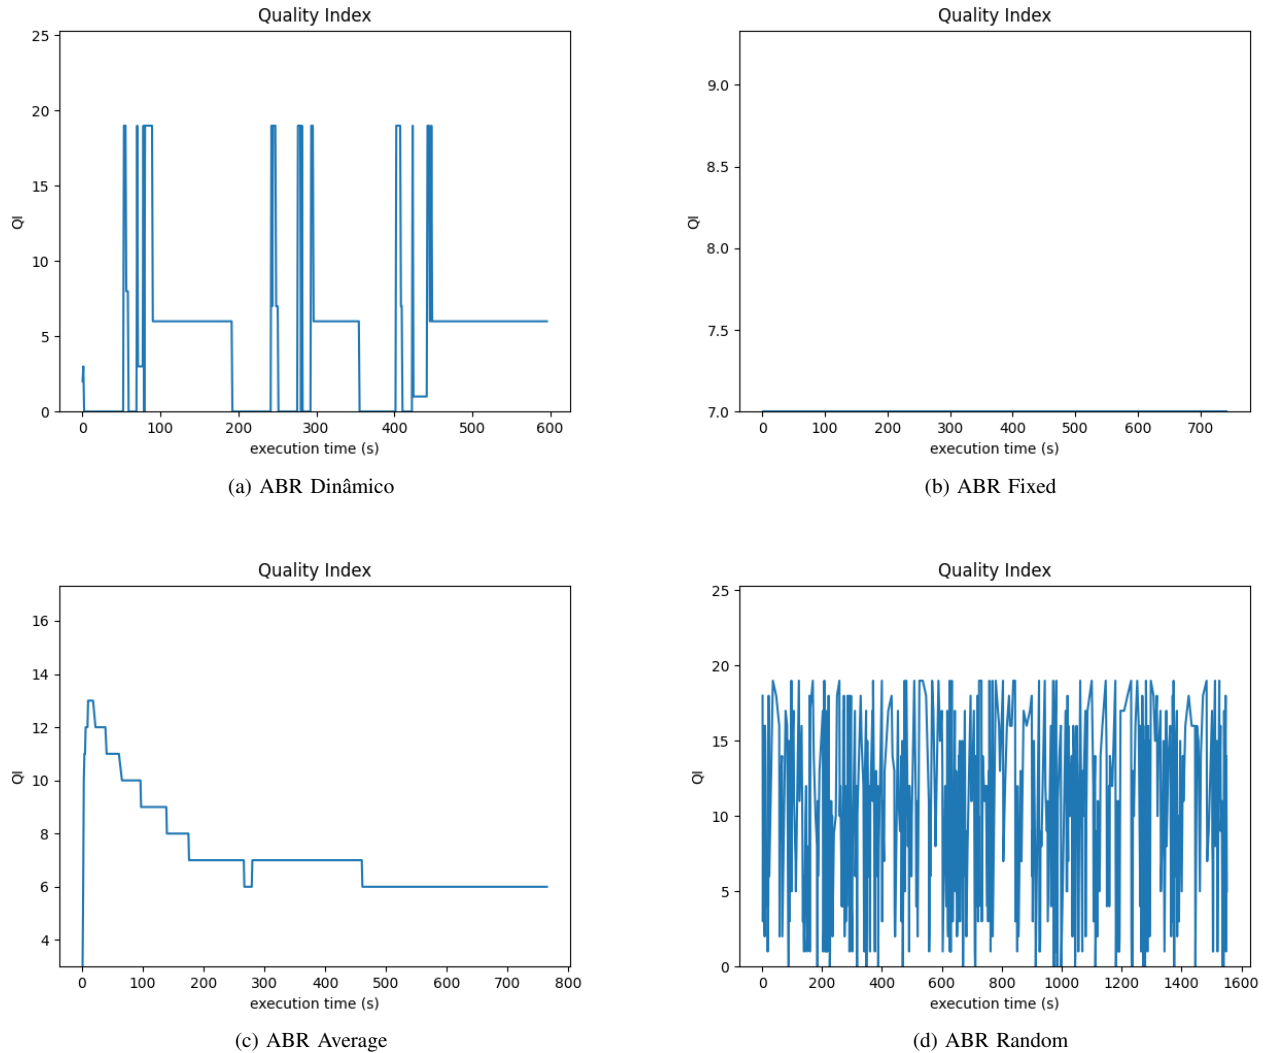 Quality Index
25
20
15
10
5
0
QI
0 100 200 300 400 500 600
execution time (s)
(a) ABR Dinâmico
Quality Index
9.0
8.5
8.0
7.5
7.0
QI
0 100 200 300 400 500 600 700
execution time (s)
(b) ABR Fixed
Quality Index
16
14
12
10
8
6
4
QI
0 100 200 300 400 500 600 700 800
execution time (s)
(c) ABR Average
Quality Index
25
20
15
10
5
0
QI
0 200 400 600 800 1000 1200 1400 1600
execution time (s)
(d) ABR Random